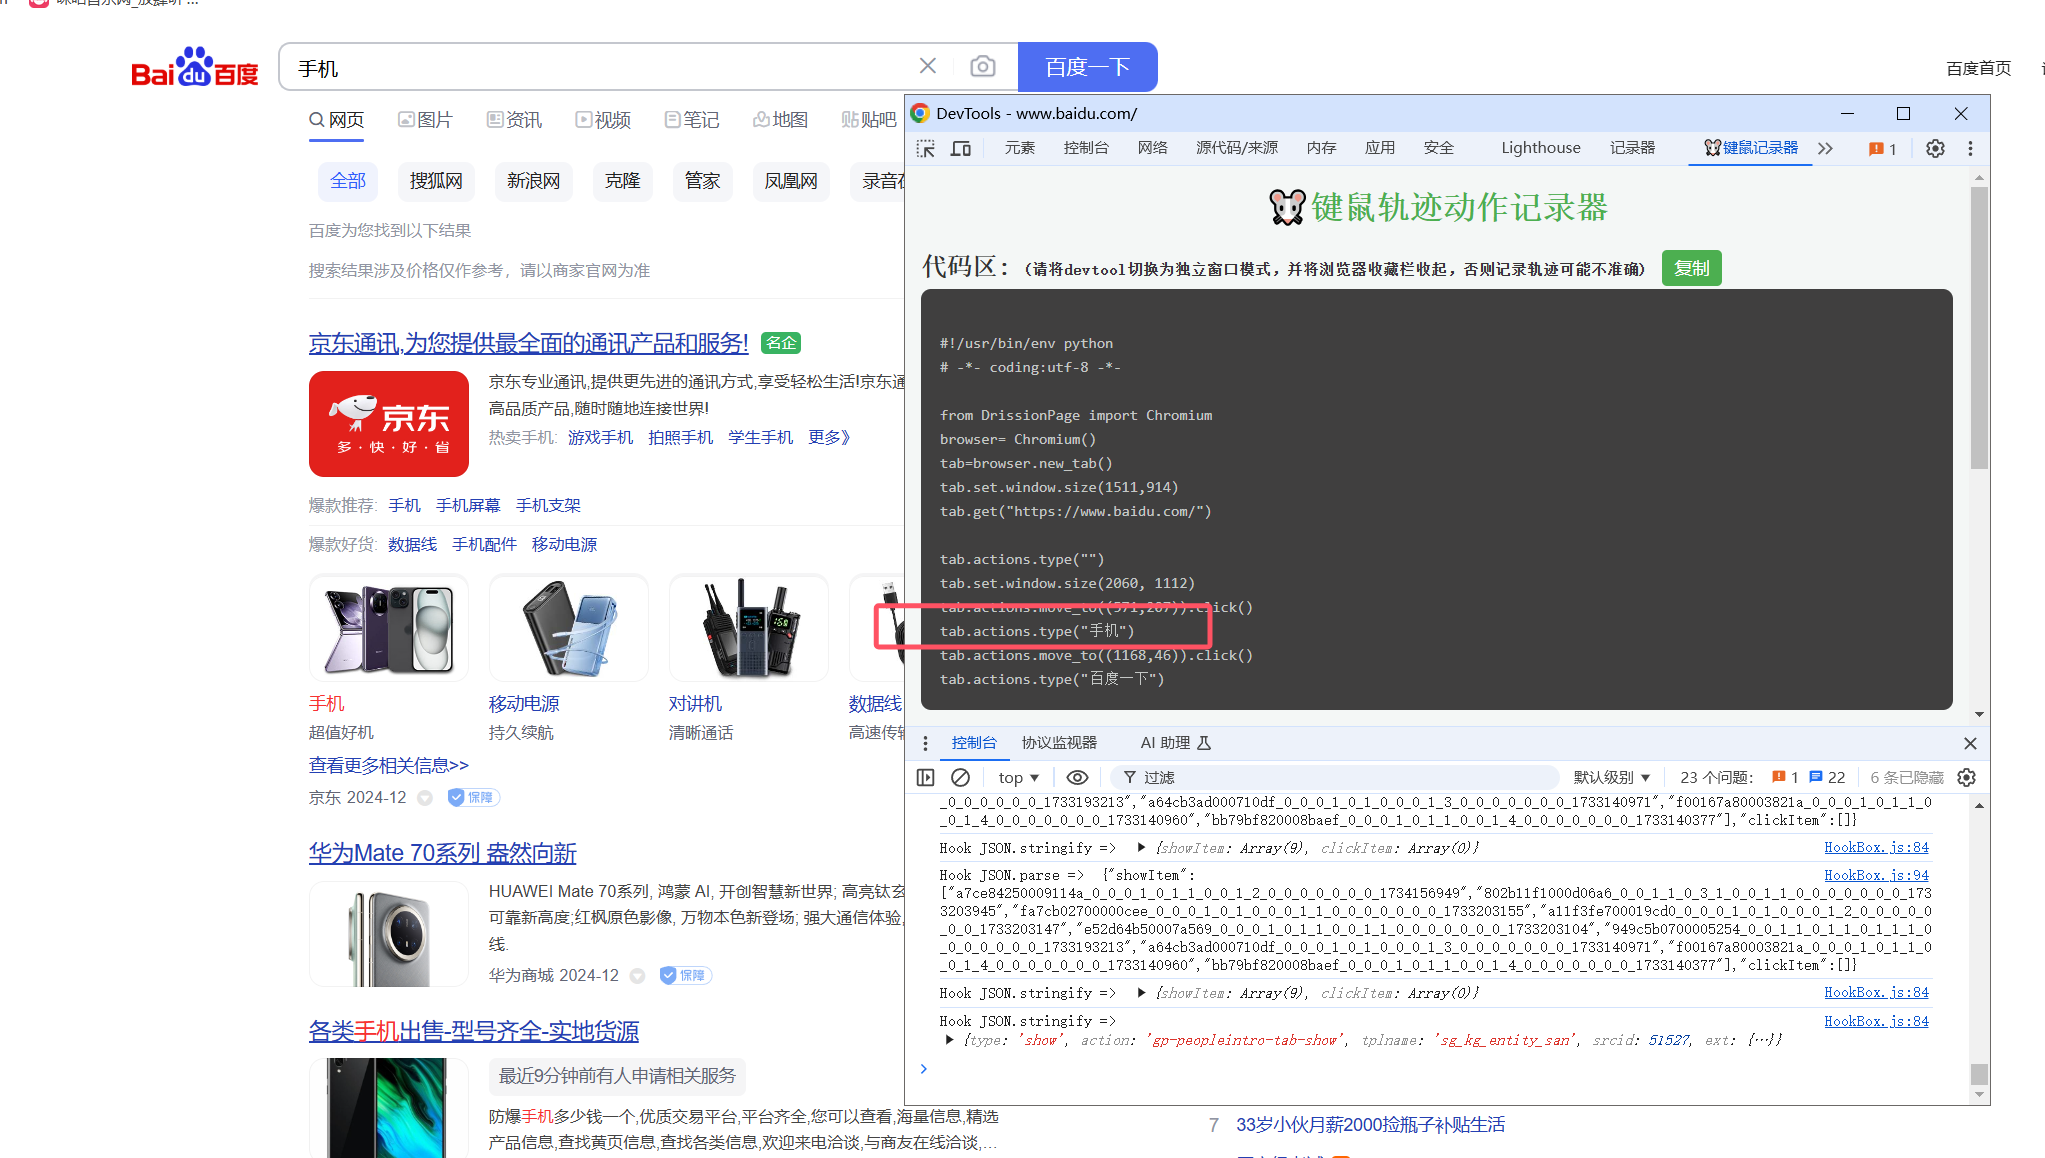 Baidu百度
手机
百度一下
百度首页
网页 图片 资讯 视频 笔记 地图 贴吧
全部 搜狐网 新浪网 克隆 管家 凤凰网
百度为您找到以下结果
搜索结果涉及价格仅作参考，请以商家官网为准
京东通讯,为您提供最全面的通讯产品和服务! 名企
京东
多·快·好·省
京东专业通讯,提供更先进的通讯方式,享受轻松生活!京东通
高品质产品,随时随地连接世界!
热卖手机: 游戏手机 拍照手机 学生手机 更多》
爆款推荐: 手机 手机屏幕 手机支架
爆款好货: 数据线 手机配件 移动电源
手机 移动电源 对讲机 数据线
超值好机 持久续航 清晰通话 高速传输
查看更多相关信息>>
京东 2024-12 保障
华为Mate 70系列 盎然向新
HUAWEI Mate 70系列, 鸿蒙 AI, 开创智慧新世界; 高亮钛玄
可靠新高度;红枫原色影像, 万物本色新登场; 强大通信体验,
线.
华为商城 2024-12 保障
各类手机出售-型号齐全-实地货源
最近9分钟前有人申请相关服务
防爆手机多少钱一个,优质交易平台,平台齐全,您可以查看,海量信息,精选
产品信息,查找黄页信息,查找各类信息,欢迎来电洽谈,与商友在线洽谈,...
7 33岁小伙月薪2000捡瓶子补贴生活
DevTools - www.baidu.com/
元素 控制台 网络 源代码/来源 内存 应用 安全 Lighthouse 记录器 键鼠记录器 1
键鼠轨迹动作记录器
代码区：（请将devtool切换为独立窗口模式，并将浏览器收藏栏收起，否则记录轨迹可能不准确） 复制
#!/usr/bin/env python
# -*- coding:utf-8 -*-
from DrissionPage import Chromium
browser= Chromium()
tab=browser.new_tab()
tab.set.window.size(1511,914)
tab.get("https://www.baidu.com/")
tab.actions.type("")
tab.set.window.size(2060, 1112)
tab.actions.move_to((571,267)).click()
tab.actions.type("手机")
tab.actions.move_to((1168,46)).click()
tab.actions.type("百度一下")
控制台 协议监视器 AI 助理
top 过滤 默认级别 23 个问题: 1 22 6 条已隐藏
_0_0_0_0_0_0_1733193213","a64cb3ad000710df_0_0_0_1_0_1_0_0_0_1_3_0_0_0_0_0_0_0_1733140971","f00167a80003821a_0_0_0_1_0_1_1_0
_0_1_4_0_0_0_0_0_0_0_1733140960","bb79bf820008baef_0_0_0_1_0_1_1_0_0_1_4_0_0_0_0_0_0_0_1733140377"],"clickItem":[]}
Hook JSON.stringify => ▶ {showItem: Array(9), clickItem: Array(0)} HookBox.js:84
Hook JSON.parse => {"showItem": HookBox.js:94
["a7ce84250009114a_0_0_0_1_0_1_1_0_0_1_2_0_0_0_0_0_0_0_1734156949","802b11f1000d06a6_0_0_1_1_0_3_1_0_0_1_1_0_0_0_0_0_0_0_173
3203945","fa7cb02700000cee_0_0_0_1_0_1_0_0_0_1_1_0_0_0_0_0_0_0_1733203155","a11f3fe700019cd0_0_0_0_1_0_1_0_0_0_1_2_0_0_0_0_0
_0_0_1733203147","e52d64b50007a569_0_0_0_1_0_1_1_0_0_1_1_0_0_0_0_0_0_0_1733203104","949c5b0700005254_0_0_1_1_0_1_1_0_1_1_1_0
_0_0_0_0_0_0_1733193213","a64cb3ad000710df_0_0_0_1_0_1_1_0_0_0_1_3_0_0_0_0_0_0_0_1733140971","f00167a80003821a_0_0_0_1_0_1_1_0
_0_1_4_0_0_0_0_0_0_0_1733140960","bb79bf820008baef_0_0_0_1_0_1_1_0_0_1_4_0_0_0_0_0_0_0_1733140377"],"clickItem":[]}
Hook JSON.stringify => ▶ {showItem: Array(9), clickItem: Array(0)} HookBox.js:84
Hook JSON.stringify => HookBox.js:84
▶ {type: 'show', action: 'gp-peopleintro-tab-show', tplname: 'sg_kg_entity_san', srcid: 51527, ext: {…}}